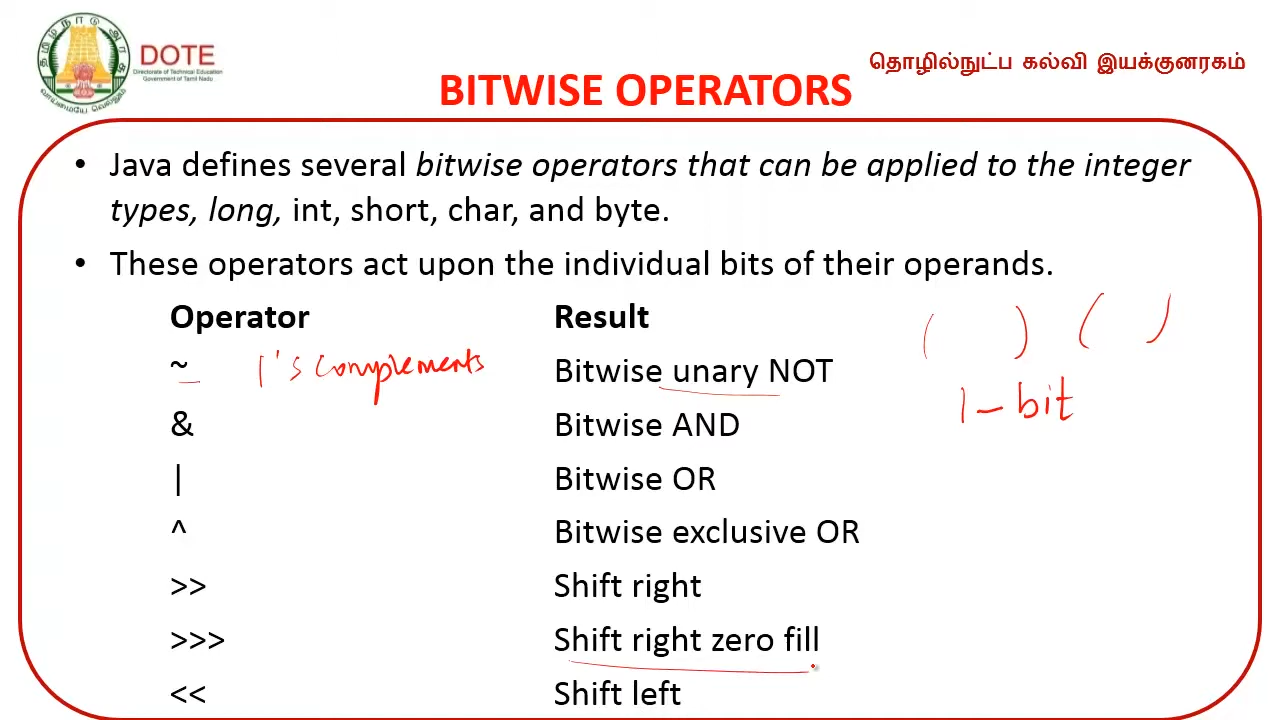 தமிழ்நாடு அரசு
வாய்மையே வெல்லும்
DOTE
Directorate of Technical Education
Government of Tamil Nadu
தொழில்நுட்ப கல்வி இயக்குனரகம்
BITWISE OPERATORS
• Java defines several bitwise operators that can be applied to the integer
types, long, int, short, char, and byte.
• These operators act upon the individual bits of their operands.
Operator Result
~ 1's complements Bitwise unary NOT
( ) ( )
1-bit
& Bitwise AND
| Bitwise OR
^ Bitwise exclusive OR
>> Shift right
>>> Shift right zero fill
<< Shift left